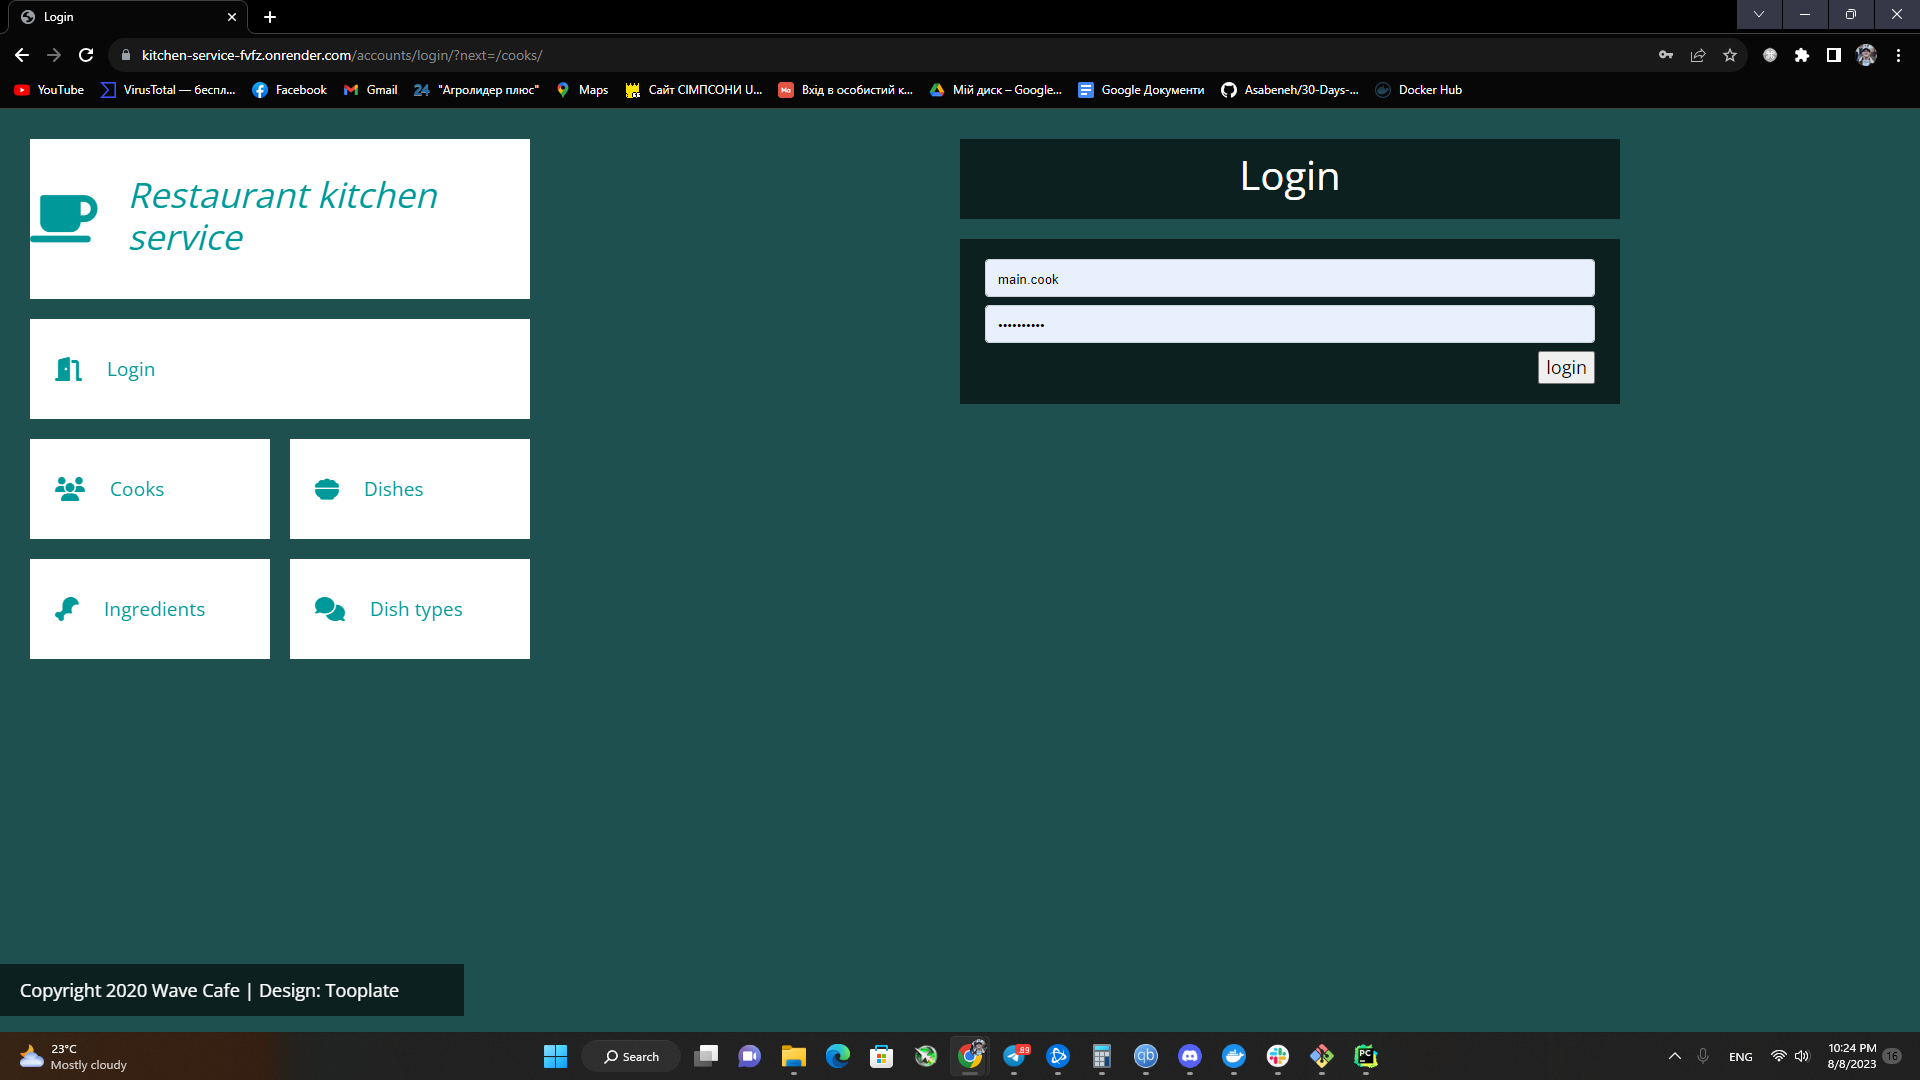 Login
kitchen-service-fvfz.onrender.com/accounts/login/?next=/cooks/
YouTube
VirusTotal — беспл...
Facebook
Gmail
24 "Агролидер плюс"
Maps
Сайт СІМПСОНИ U...
Вхід в особистий к...
Мій диск – Google...
Google Документи
Asabeneh/30-Days-...
Docker Hub
Restaurant kitchen
service
Login
Cooks
Dishes
Ingredients
Dish types
Login
main.cook
login
Copyright 2020 Wave Cafe | Design: Tooplate
23°C
Mostly cloudy
Search
89
qb
PC
ENG
10:24 PM
8/8/2023
16